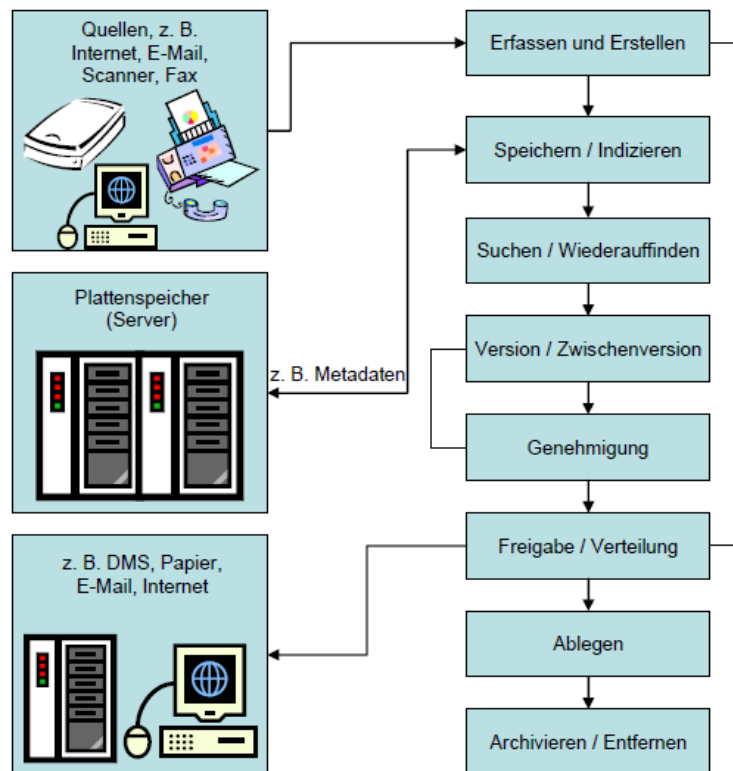 Quellen, z. B.
Internet, E-Mail,
Scanner, Fax
Erfassen und Erstellen
Speichern / Indizieren
Suchen / Wiederauffinden
Plattenspeicher
(Server)
z. B. Metadaten
Version / Zwischenversion
Genehmigung
Freigabe / Verteilung
z. B. DMS, Papier,
E-Mail, Internet
Ablegen
Archivieren / Entfernen